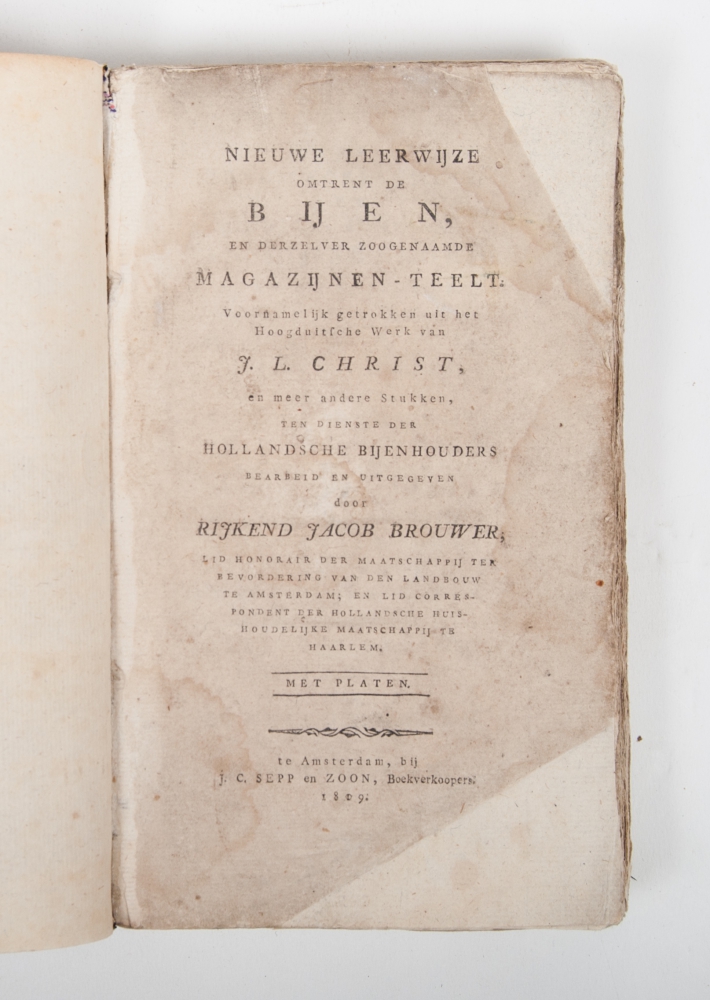 NIEUWE LEERWIJZE
OMTRENT DE
BIJEN,
EN DERZELVER ZOOGENAAMDE
MAGAZIJNEN-TEELT.
Voornamelijk getrokken uit het
Hoogduitſche Werk van
J. L. CHRIST,
en meer andere Stukken,
TEN DIENSTE DER
HOLLANDSCHE BIJENHOUDERS
BEARBEID EN UITGEGEVEN
door
RIJKEND JACOB BROUWER,
LID HONORAIR DER MAATSCHAPPIJ TER
BEVORDERING VAN DEN LANDBOUW
TE AMSTERDAM; EN LID CORRES-
PONDENT DER HOLLANDSCHE HUIS-
HOUDELIJKE MAATSCHAPPIJ TE
HAARLEM.
MET PLATEN.
te Amsterdam, bij
J. C. SEPP en ZOON, Boekverkoopers.
1809.